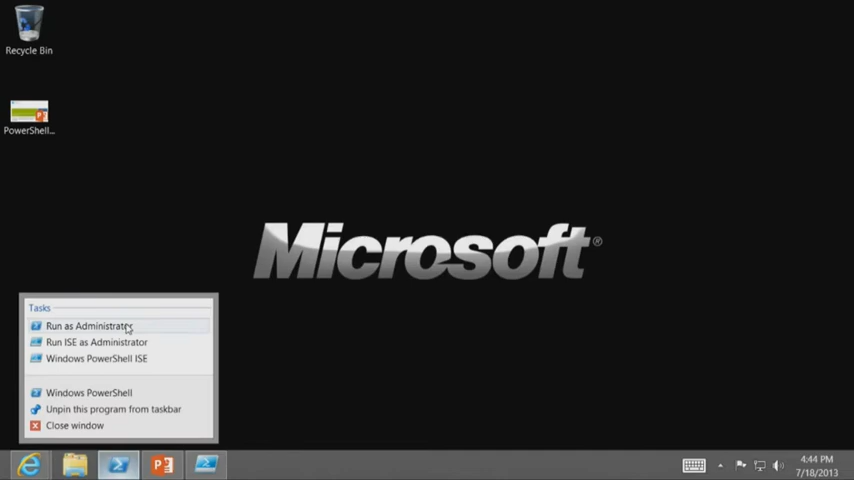 Recycle Bin
PowerShell...
Microsoft®
Tasks
Run as Administrator
Run ISE as Administrator
Windows PowerShell ISE
Windows PowerShell
Unpin this program from taskbar
Close window
4:44 PM
7/18/2013